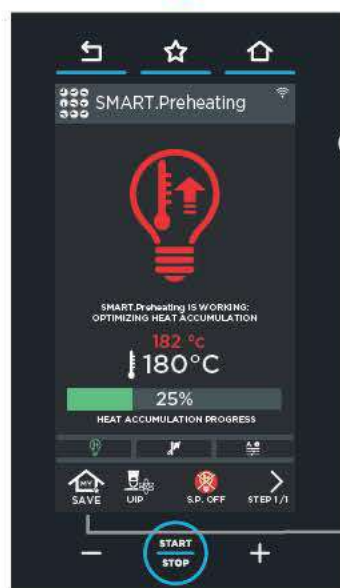 SMART.Preheating
SMART.Preheating IS WORKING:
OPTIMIZING HEAT ACCUMULATION
182 °c
180°C
25%
HEAT ACCUMULATION PROGRESS
MY
SAVE
UIP
S.P. OFF
STEP 1/1
START
STOP